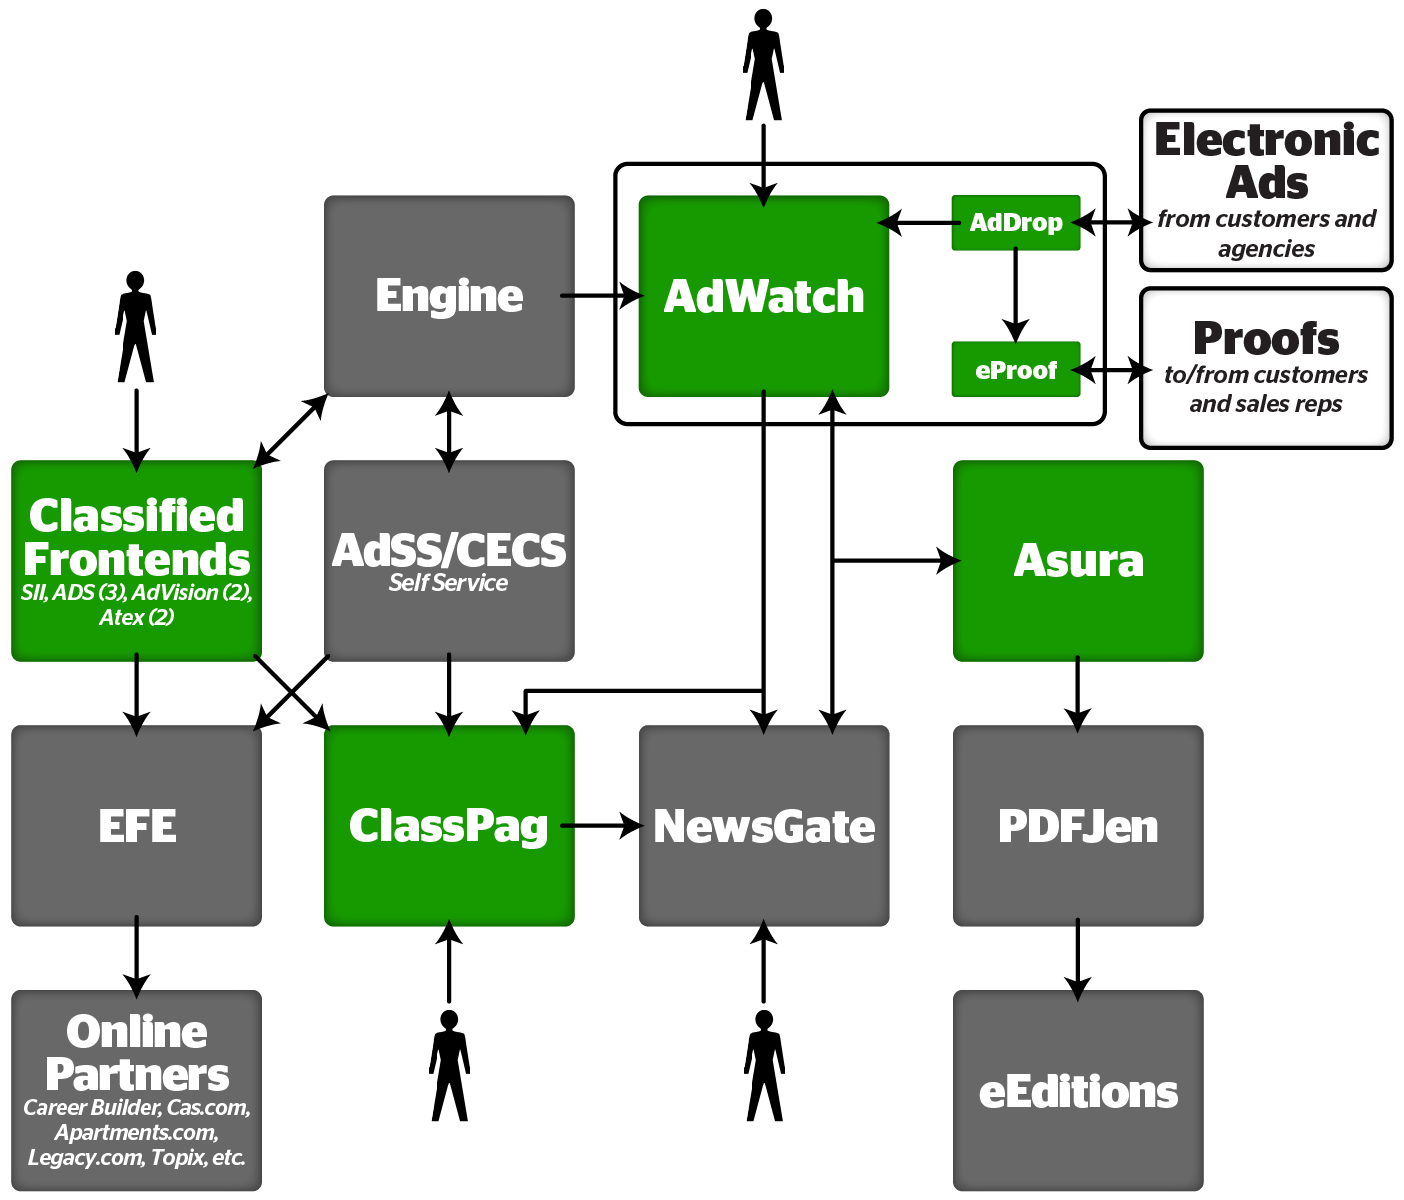 Electronic
Ads
from customers and
agencies
AdDrop
Engine
AdWatch
Proofs
to/from customers
and sales reps
eProof
Classified
Frontends
SII, ADS (3), AdVision (2),
Atex (2)
AdSS/CECS
Self Service
Asura
EFE
ClassPag
NewsGate
PDFJen
Online
Partners
Career Builder, Cas.com,
Apartments.com,
Legacy.com, Topix, etc.
eEditions